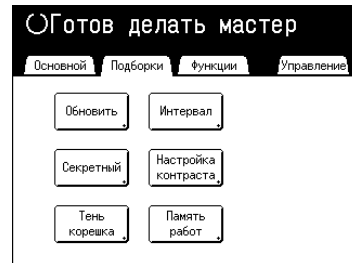 Готов делать мастер
Основной Подборки Функции Управление
Обновить Интервал
Секретный Настройка контраста
Тень корешка Память работ